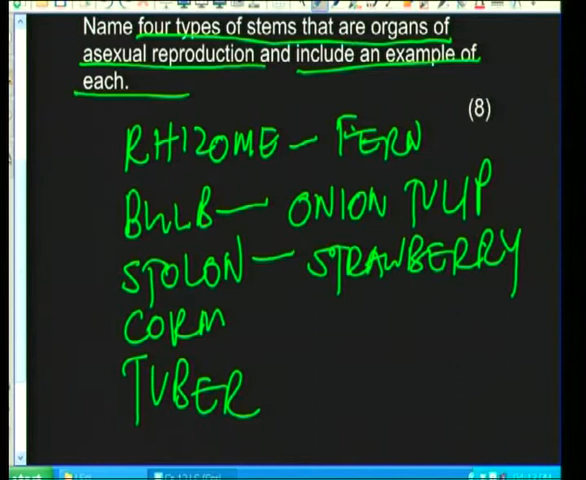 Name four types of stems that are organs of
asexual reproduction and include an example of
each.
(8)
RHIZOME - FERN
BULB - ONION TULIP
STOLON - STRAWBERRY
CORM
TUBER